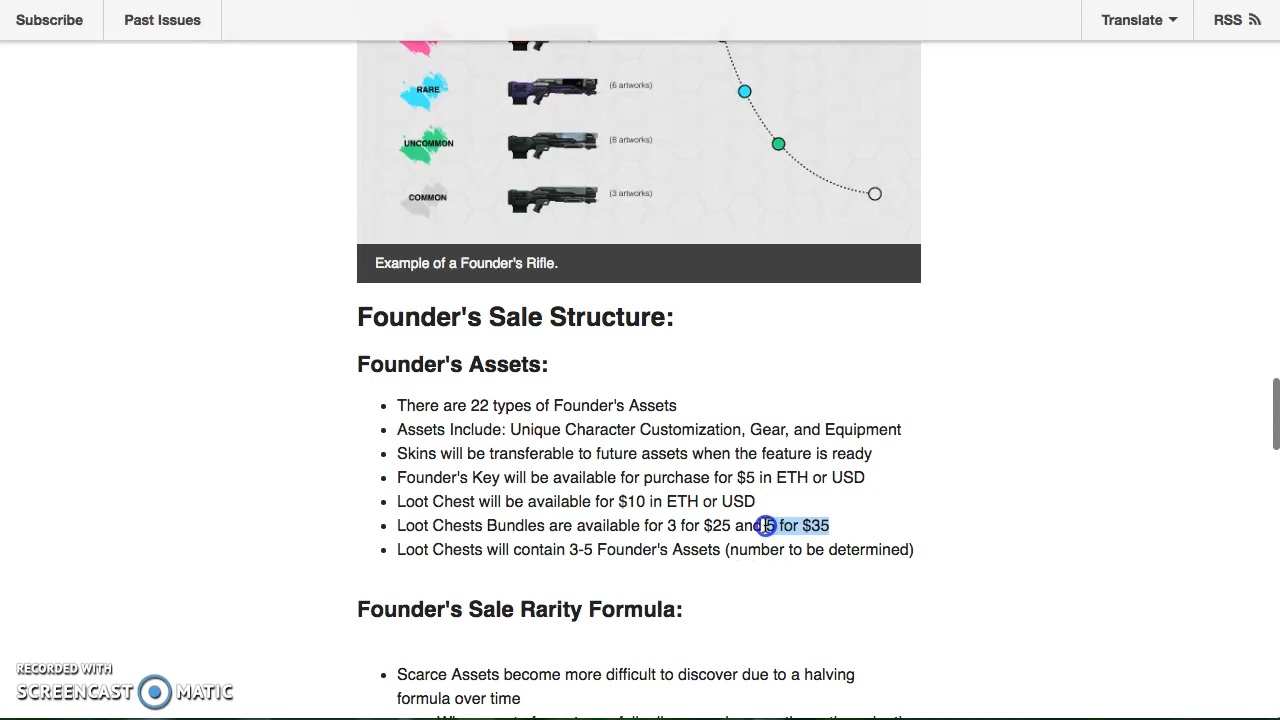 Subscribe
Past Issues
Translate
RSS
RARE
(6 artworks)
UNCOMMON
(8 artworks)
COMMON
(3 artworks)
Example of a Founder's Rifle.
Founder's Sale Structure:
Founder's Assets:
There are 22 types of Founder's Assets
Assets Include: Unique Character Customization, Gear, and Equipment
Skins will be transferable to future assets when the feature is ready
Founder's Key will be available for purchase for $5 in ETH or USD
Loot Chest will be available for $10 in ETH or USD
Loot Chests Bundles are available for 3 for $25 and 5 for $35
Loot Chests will contain 3-5 Founder's Assets (number to be determined)
Founder's Sale Rarity Formula:
Scarce Assets become more difficult to discover due to a halving
formula over time
RECORDED WITH
SCREENCAST MATIC